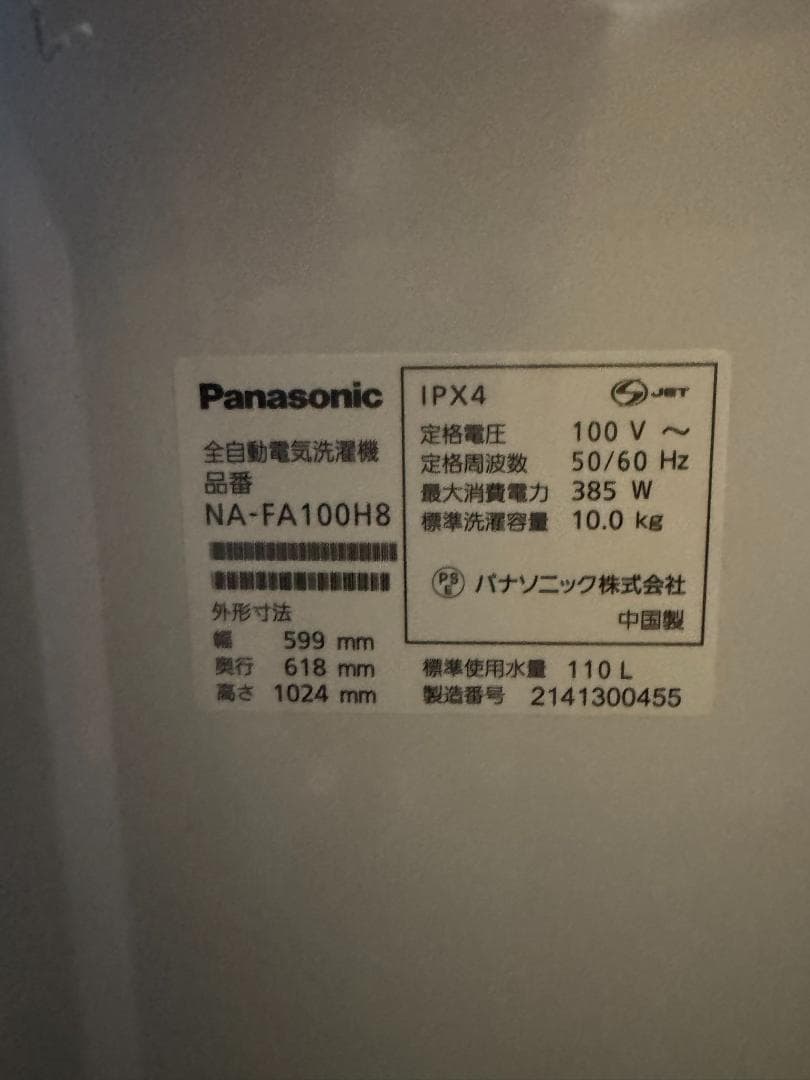 Panasonic
全自動電気洗濯機
品番
NA-FA100H8
外形寸法
幅 599 mm
奥行 618 mm
高さ 1024 mm
IPX4
JET
定格電圧 100 V ～
定格周波数 50/60 Hz
最大消費電力 385 W
標準洗濯容量 10.0 kg
PSE パナソニック株式会社
中国製
標準使用水量 110 L
製造番号 2141300455